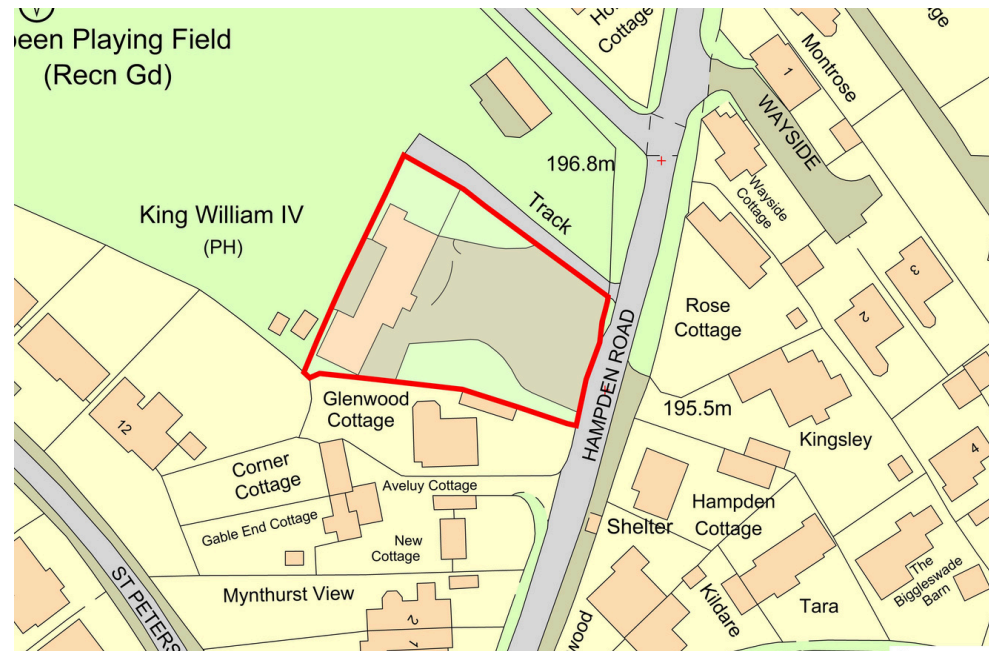 (Recn Gd)
Playing Field
Cottage
Montrose
1
WAYSIDE
196.8m
Wayside
Cottage
King William IV
(PH)
Track
3
Rose
Cottage
2
HAMPDEN ROAD
Glenwood
Cottage
195.5m
12
Kingsley
4
Corner
Cottage
Aveluy Cottage
Hampden
Cottage
Gable End Cottage
Shelter
New
Cottage
The
Biggleswade
Barn
ST PETERS
Mynthurst View
Kildare
Tara
2
1